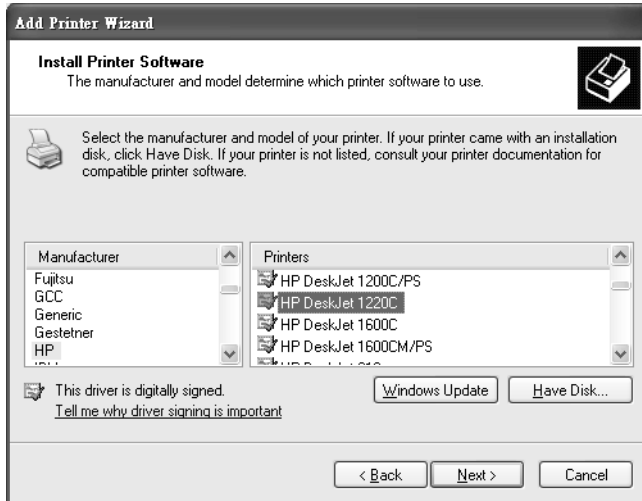 Add Printer Wizard
Install Printer Software
The manufacturer and model determine which printer software to use.
Select the manufacturer and model of your printer. If your printer came with an installation
disk, click Have Disk. If your printer is not listed, consult your printer documentation for
compatible printer software.
Manufacturer
Fujitsu
GCC
Generic
Gestetner
HP
Printers
HP DeskJet 1200C/PS
HP DeskJet 1220C
HP DeskJet 1600C
HP DeskJet 1600CM/PS
This driver is digitally signed.
Tell me why driver signing is important
Windows Update
Have Disk...
< Back
Next >
Cancel